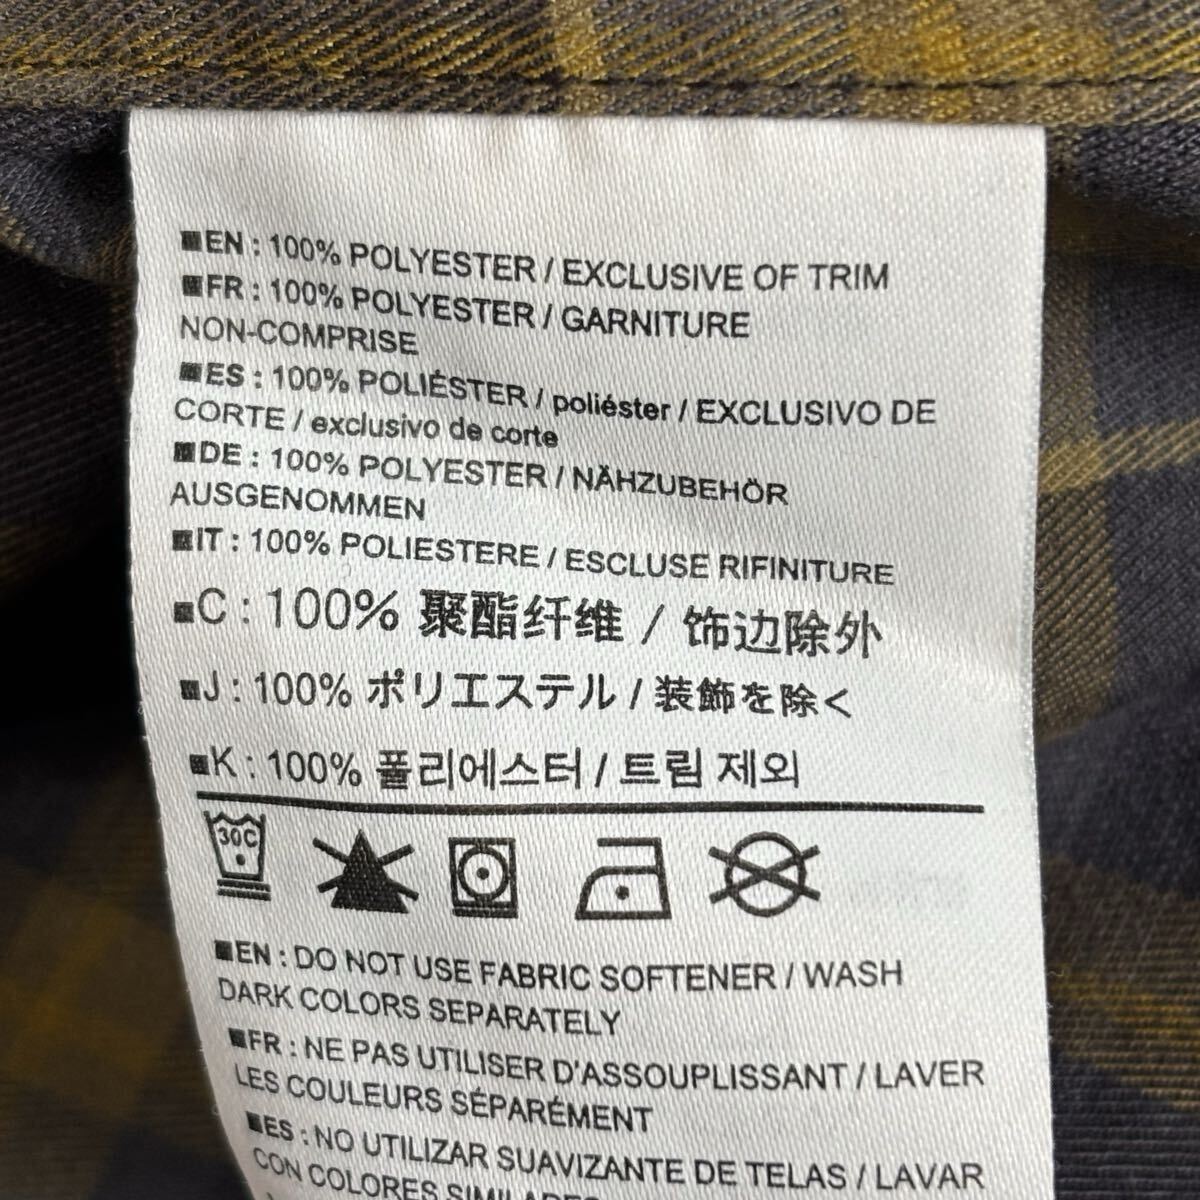 ■EN : 100% POLYESTER / EXCLUSIVE OF TRIM
■FR : 100% POLYESTER / GARNITURE
NON-COMPRISE
■ES : 100% POLIÉSTER / poliéster / EXCLUSIVO DE
CORTE / exclusivo de corte
■DE : 100% POLYESTER / NÄHZUBEHÖR
AUSGENOMMEN
■IT : 100% POLIESTERE / ESCLUSE RIFINITURE
■C : 100% 聚酯纤维 / 饰边除外
■J : 100% ポリエステル / 装飾を除く
■K : 100% 폴리에스터 / 트림 제외
30C
■EN : DO NOT USE FABRIC SOFTENER / WASH
DARK COLORS SEPARATELY
■FR : NE PAS UTILISER D'ASSOUPLISSANT / LAVER
LES COULEURS SÉPARÉMENT
■ES : NO UTILIZAR SUAVIZANTE DE TELAS / LAVAR
CON COLORES